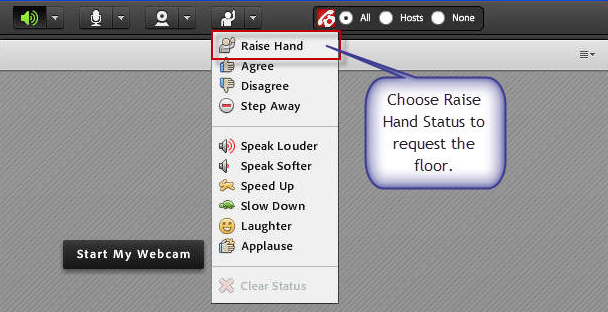 All
Hosts
None
Raise Hand
Agree
Disagree
Step Away
Speak Louder
Speak Softer
Speed Up
Slow Down
Laughter
Applause
Clear Status
Choose Raise
Hand Status to
request the
floor.
Start My Webcam